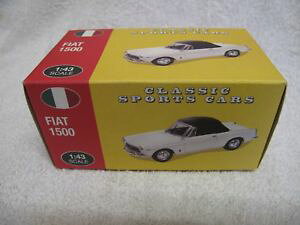 FIAT
1500
1:43
SCALE
CLASSIC
SPORTS CARS
FIAT
1500
1:43
SCALE